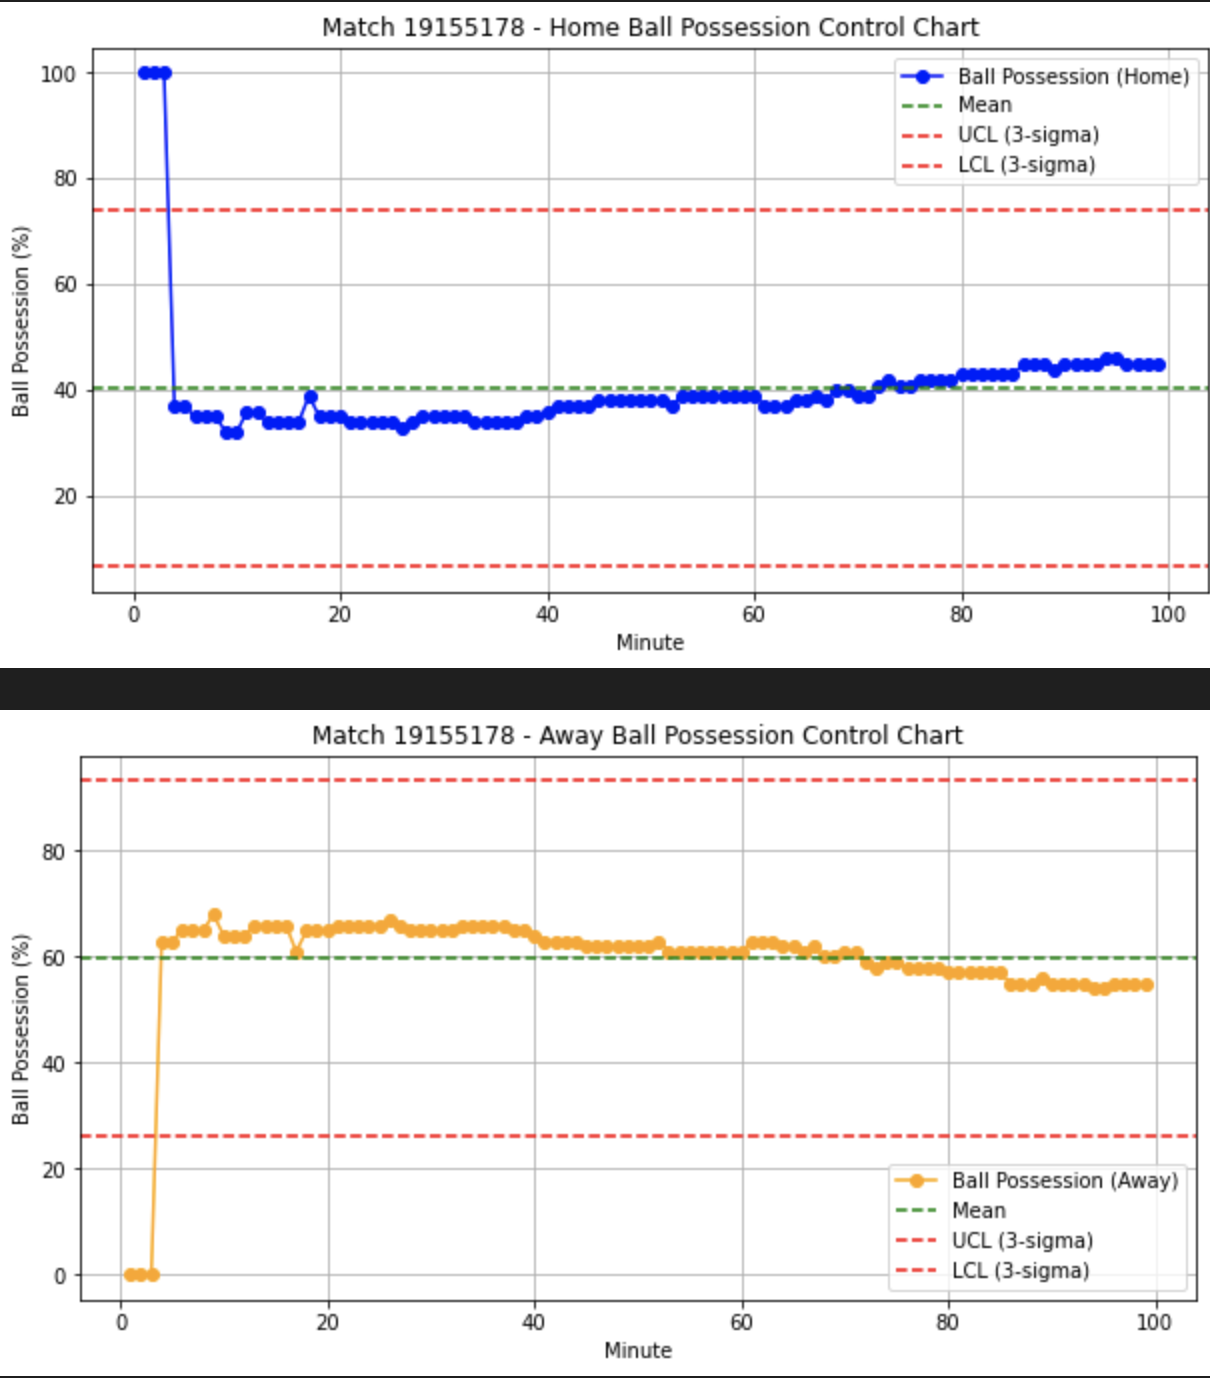 Match 19155178 - Home Ball Possession Control Chart
Ball Possession (%)
100
80
60
40
20
Ball Possession (Home)
Mean
UCL (3-sigma)
LCL (3-sigma)
0 20 40 60 80 100
Minute
Match 19155178 - Away Ball Possession Control Chart
Ball Possession (%)
80
60
40
20
0
Ball Possession (Away)
Mean
UCL (3-sigma)
LCL (3-sigma)
0 20 40 60 80 100
Minute